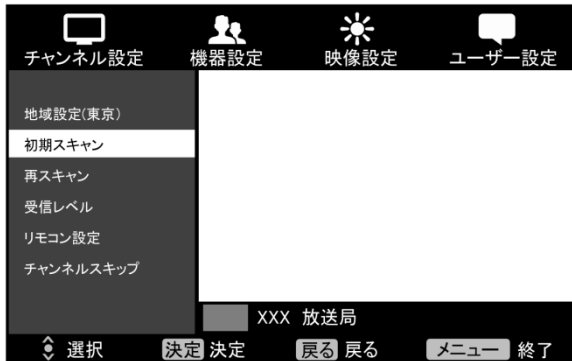 チャンネル設定 機器設定 映像設定 ユーザー設定
地域設定(東京)
初期スキャン
再スキャン
受信レベル
リモコン設定
チャンネルスキップ
XXX 放送局
選択 決定 決定 戻る 戻る メニュー 終了